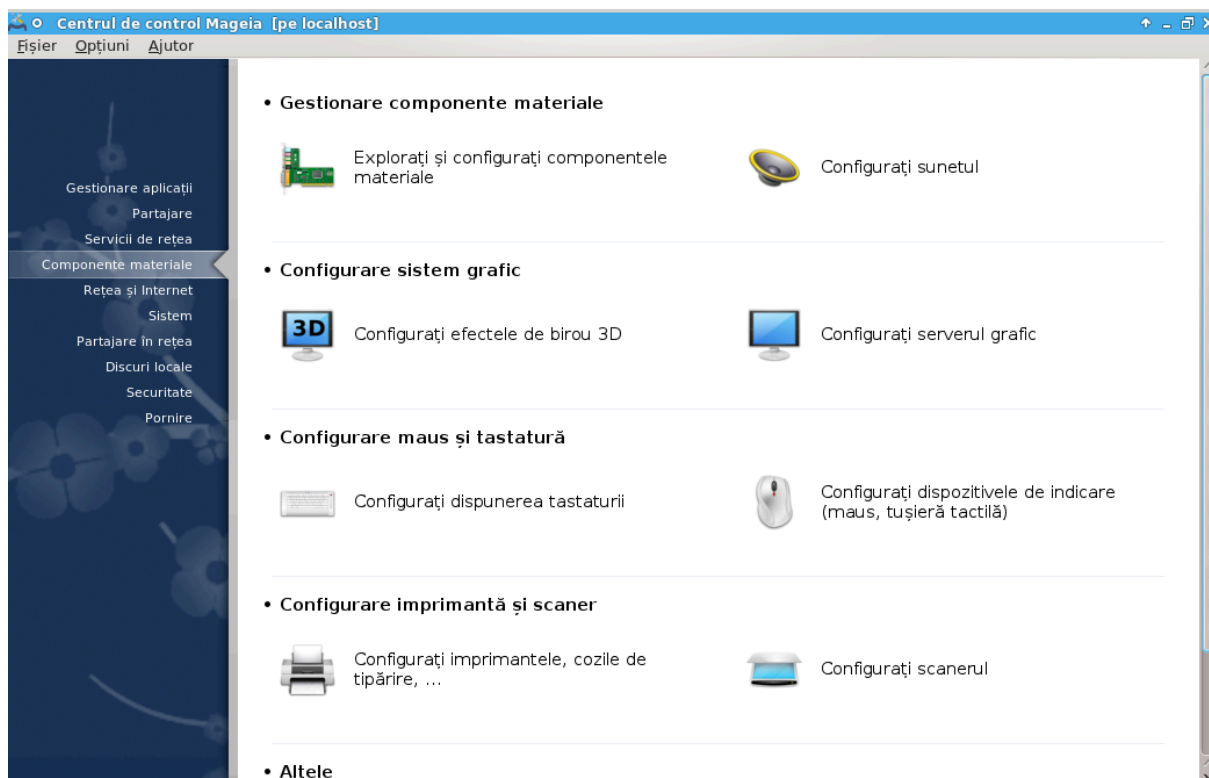 Centrul de control Mageia [pe localhost]
Fișier Opțiuni Ajutor
Gestionare aplicații
Partajare
Servicii de rețea
Componente materiale
Rețea și Internet
Sistem
Partajare în rețea
Discuri locale
Securitate
Pornire
• Gestionare componente materiale
Explorați și configurați componentele
materiale
Configurați sunetul
• Configurare sistem grafic
3D
Configurați efectele de birou 3D
Configurați serverul grafic
• Configurare maus și tastatură
Configurați dispunerea tastaturii
Configurați dispozitivele de indicare
(maus, tușieră tactilă)
• Configurare imprimantă și scaner
Configurați imprimantele, cozile de
tipărire, ...
Configurați scanerul
• Altele